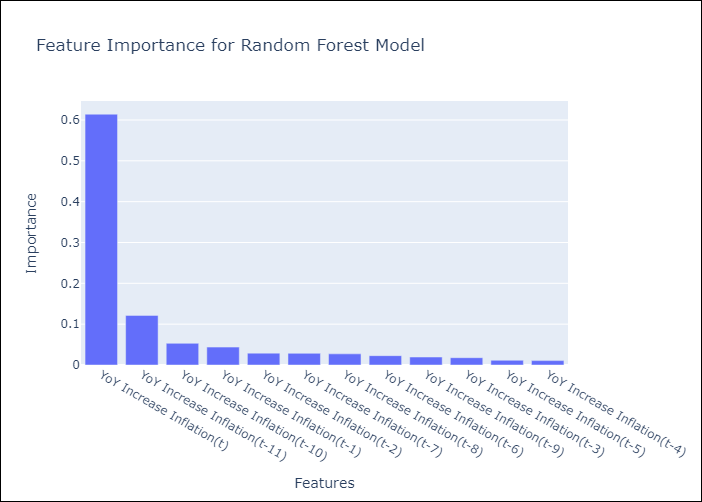 Feature Importance for Random Forest Model
Importance
0.6
0.5
0.4
0.3
0.2
0.1
0
YoY Increase Inflation(t)
YoY Increase Inflation(t-11)
YoY Increase Inflation(t-10)
YoY Increase Inflation(t-1)
YoY Increase Inflation(t-2)
YoY Increase Inflation(t-7)
YoY Increase Inflation(t-8)
YoY Increase Inflation(t-6)
YoY Increase Inflation(t-9)
YoY Increase Inflation(t-3)
YoY Increase Inflation(t-5)
YoY Increase Inflation(t-4)
Features